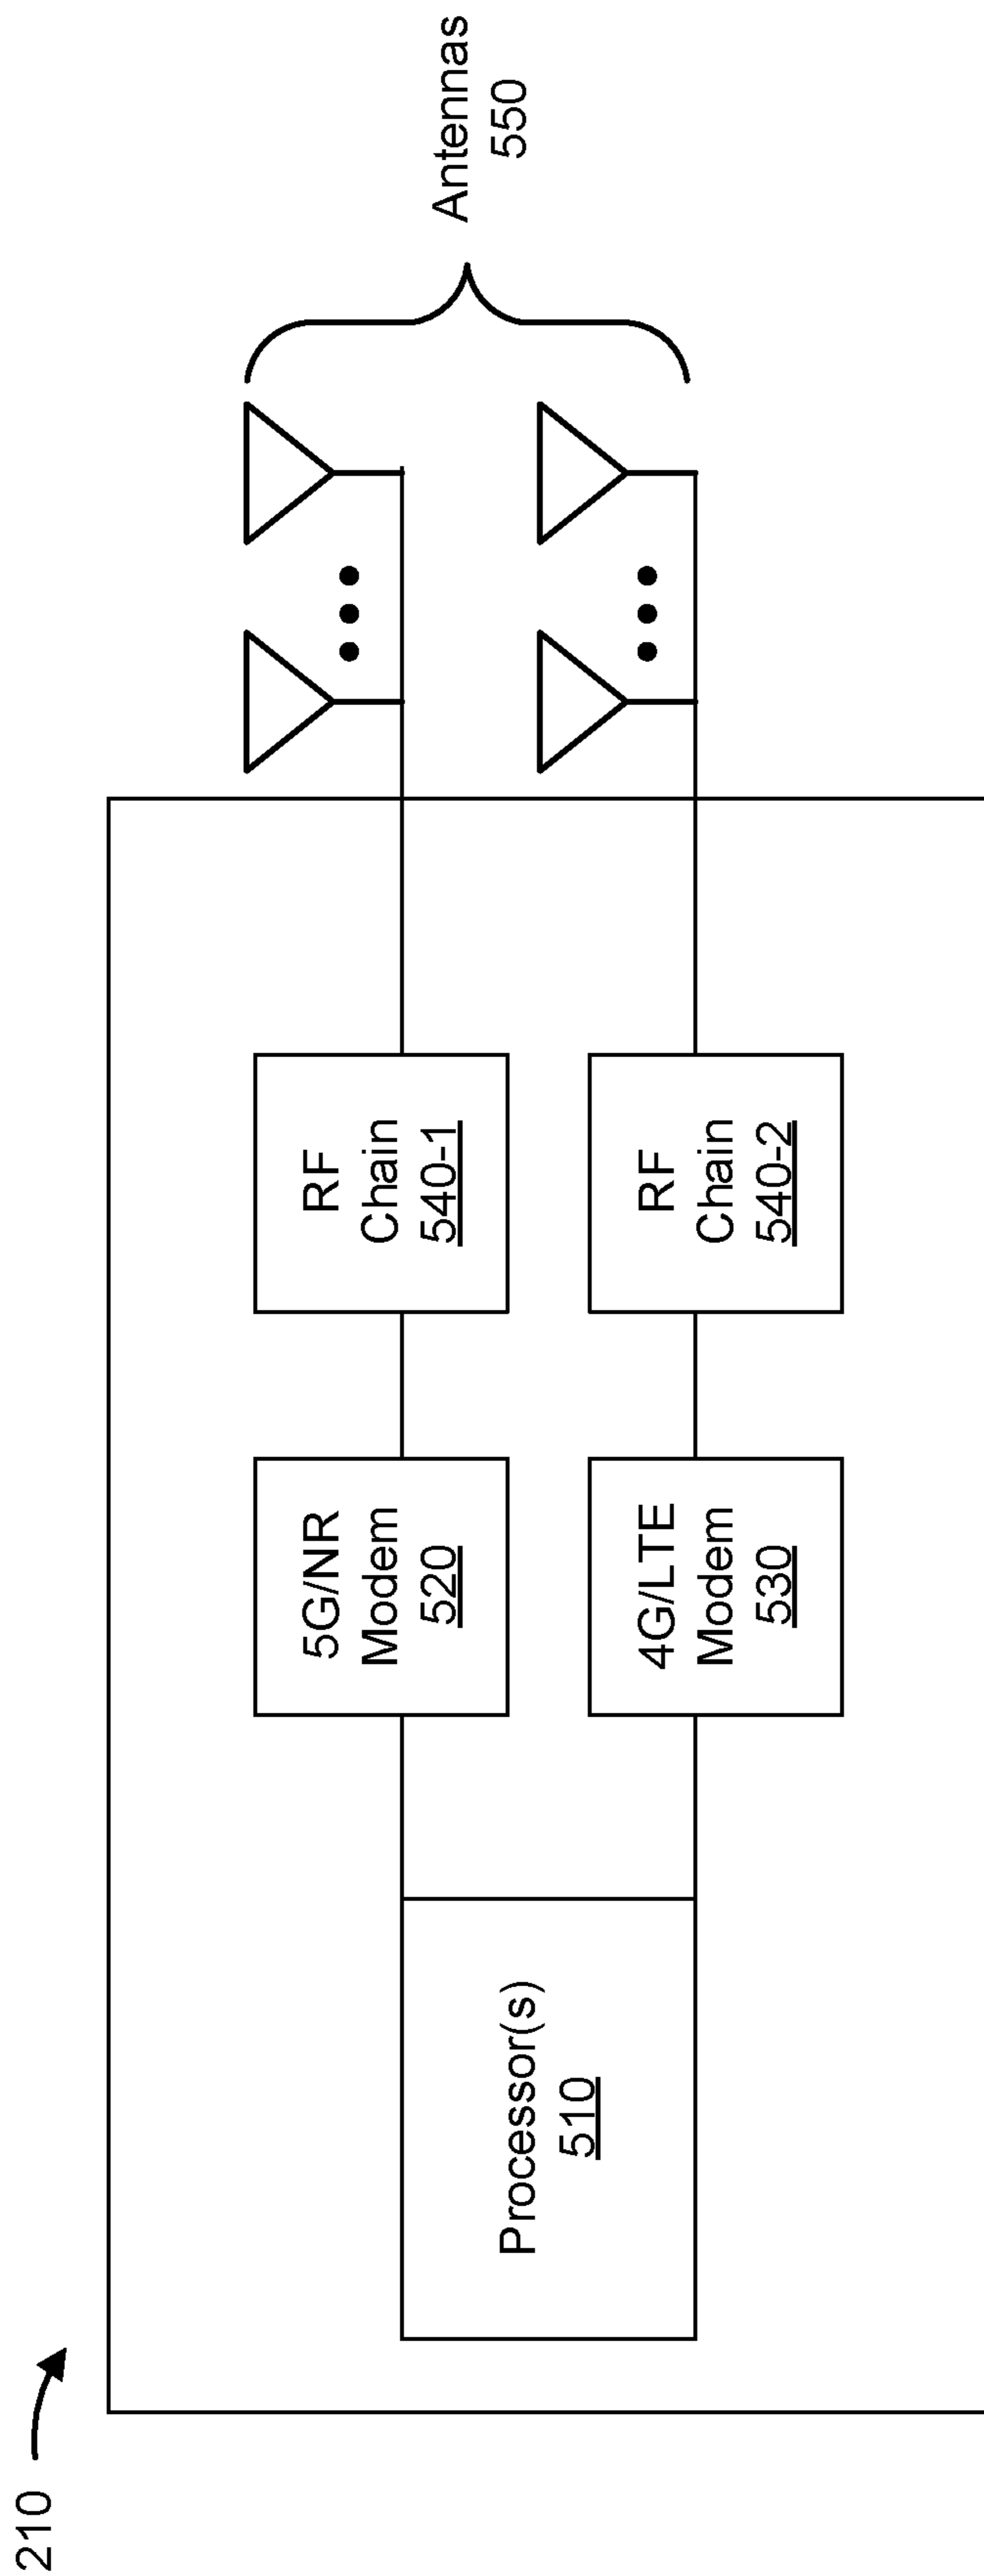 210
Processor(s)
510
5G/NR
Modem
520
RF
Chain
540-1
4G/LTE
Modem
530
RF
Chain
540-2
Antennas
550